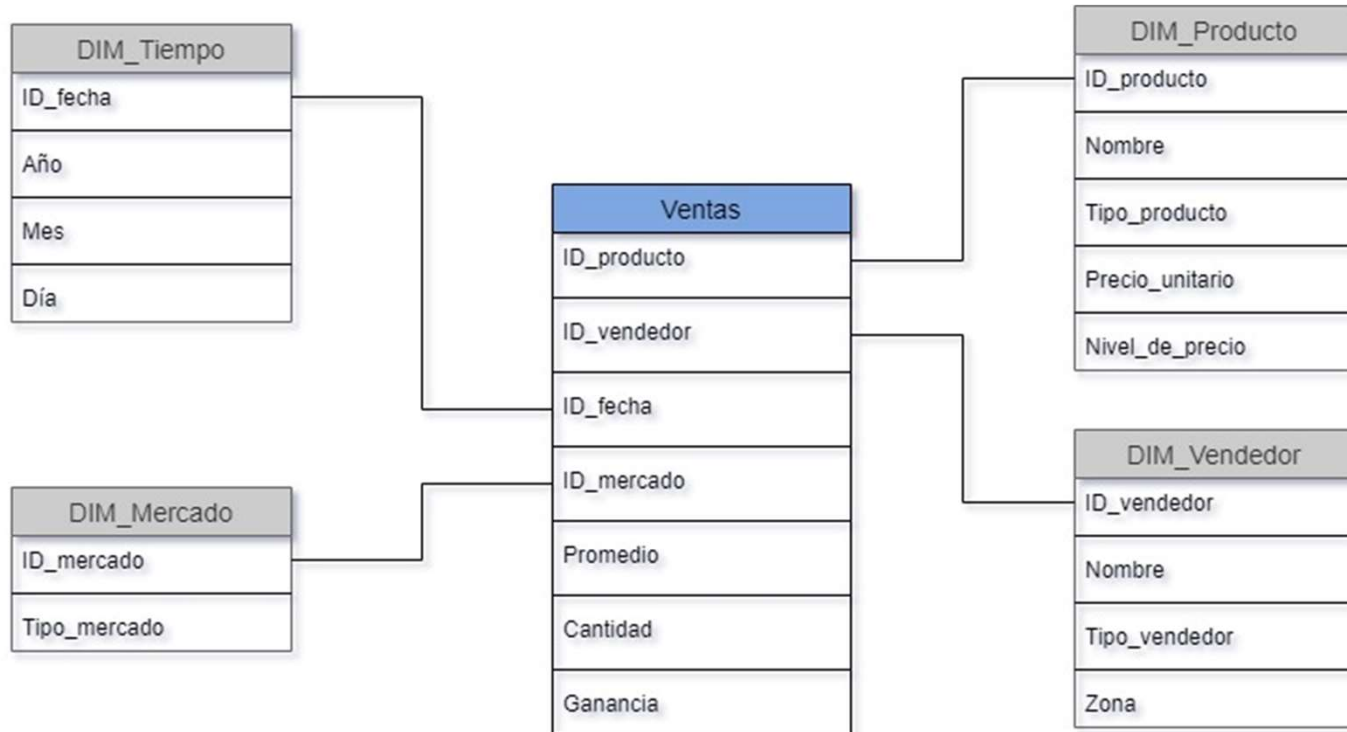 DIM_Tiempo
ID_fecha
Año
Mes
Día
DIM_Mercado
ID_mercado
Tipo_mercado
Ventas
ID_producto
ID_vendedor
ID_fecha
ID_mercado
Promedio
Cantidad
Ganancia
DIM_Producto
ID_producto
Nombre
Tipo_producto
Precio_unitario
Nivel_de_precio
DIM_Vendedor
ID_vendedor
Nombre
Tipo_vendedor
Zona